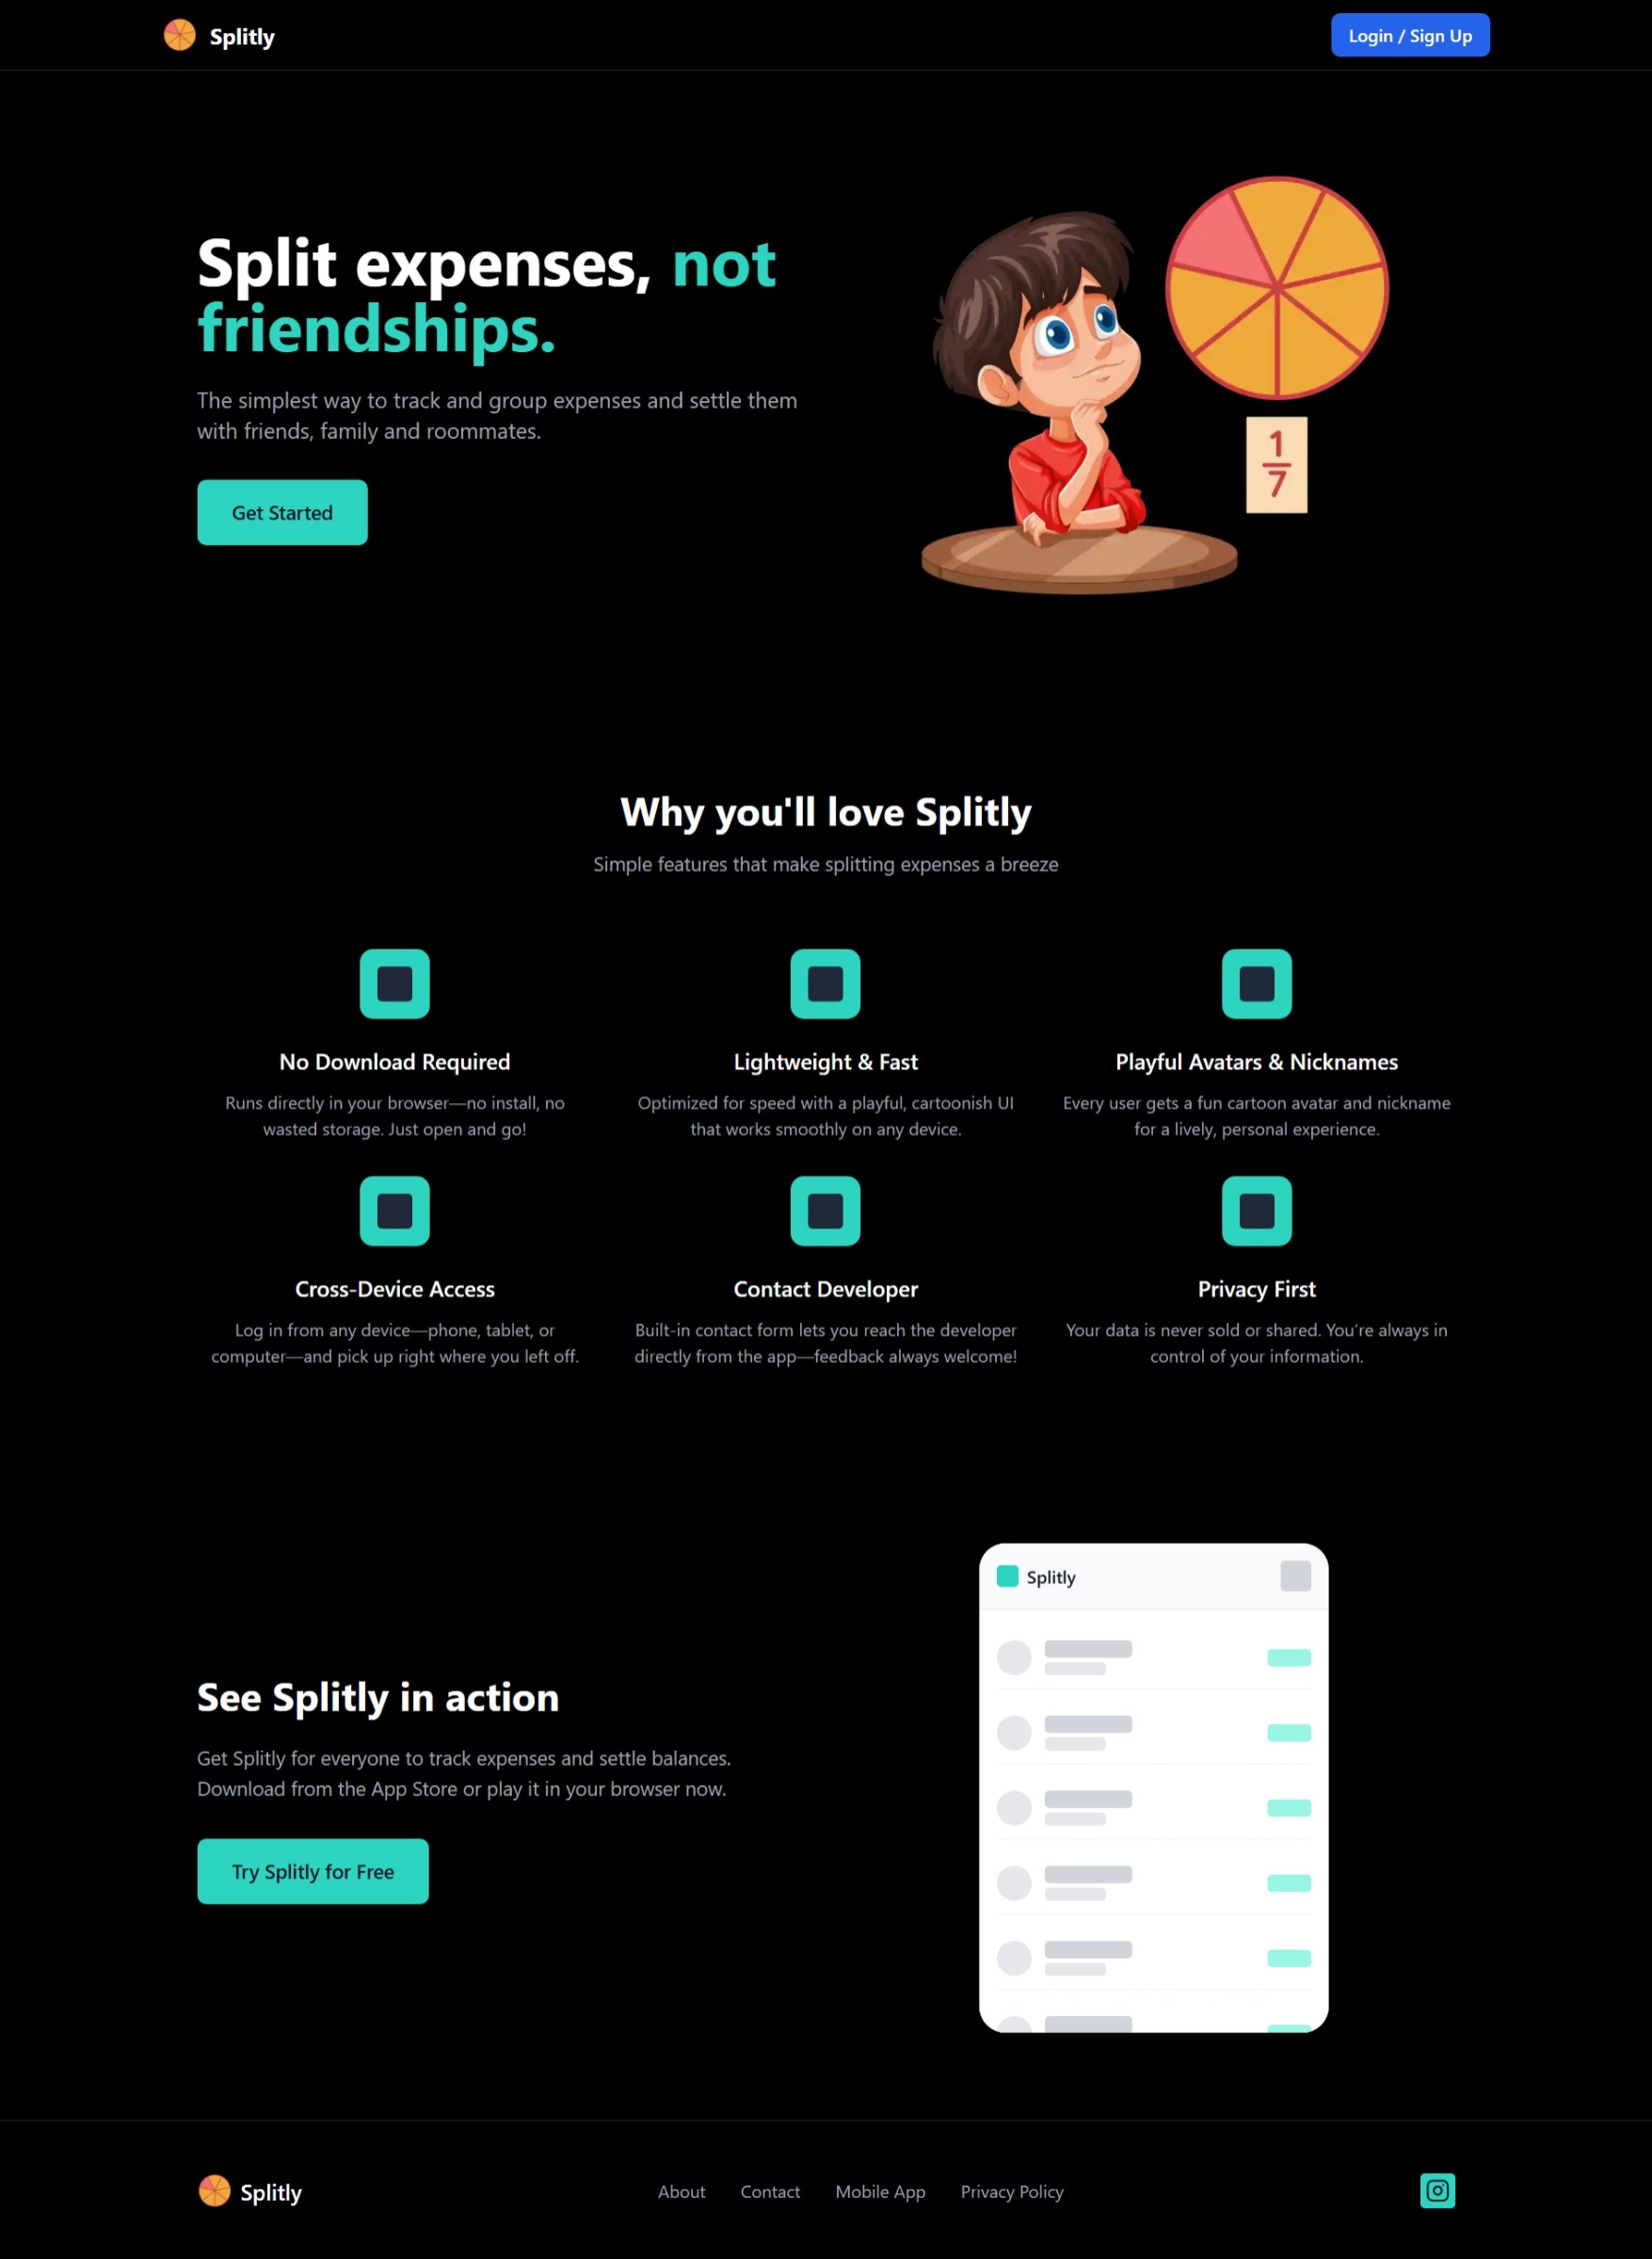 Splitly
Login / Sign Up
Split expenses, not
friendships.
The simplest way to track and group expenses and settle them
with friends, family and roommates.
Get Started
1
7
Why you'll love Splitly
Simple features that make splitting expenses a breeze
No Download Required
Runs directly in your browser—no install, no
wasted storage. Just open and go!
Lightweight & Fast
Optimized for speed with a playful, cartoonish UI
that works smoothly on any device.
Playful Avatars & Nicknames
Every user gets a fun cartoon avatar and nickname
for a lively, personal experience.
Cross-Device Access
Log in from any device—phone, tablet, or
computer—and pick up right where you left off.
Contact Developer
Built-in contact form lets you reach the developer
directly from the app—feedback always welcome!
Privacy First
Your data is never sold or shared. You’re always in
control of your information.
See Splitly in action
Get Splitly for everyone to track expenses and settle balances.
Download from the App Store or play it in your browser now.
Try Splitly for Free
Splitly
Splitly
About
Contact
Mobile App
Privacy Policy